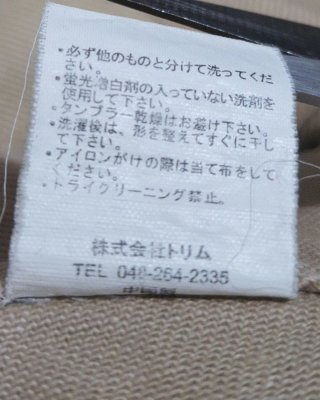 •必ず他のものと分けて洗ってくだ
さい。
•蛍光増白剤の入っていない洗剤を
使用して下さい。
•タンブラー乾燥はお避け下さい。
•洗濯後は、形を整えてすぐに干し
て下さい。
•アイロンがけの際は当て布をして
ください。
•ドライクリーニング禁止。
株式会社トリム
TEL 048-264-2335